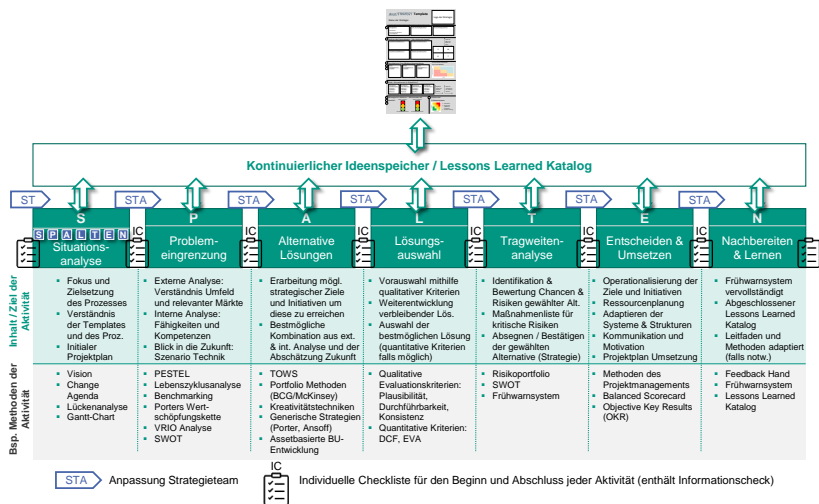 Kontinuierlicher Ideenspeicher / Lessons Learned Katalog
ST
STA
STA
STA
STA
STA
STA
S
P
A
L
T
E
N
S P A L T E N
IC
IC
IC
IC
IC
IC
Situations-
analyse
Problem-
eingrenzung
Alternative
Lösungen
Lösungs-
auswahl
Tragweiten-
analyse
Entscheiden &
Umsetzen
Nachbereiten
& Lernen
Inhalt / Ziel der
Aktivität
▪ Fokus und
Zielsetzung
des Prozesses
▪ Verständnis
der Templates
und des Proz.
▪ Initialer
Projektplan
▪ Externe Analyse:
Verständnis Umfeld
und relevanter Märkte
▪ Interne Analyse:
Fähigkeiten und
Kompetenzen
▪ Blick in die Zukunft:
Szenario Technik
▪ Erarbeitung mögl.
strategischer Ziele
und Initiativen um
diese zu erreichen
▪ Bestmögliche
Kombination aus ext.
& int. Analyse und der
Abschätzung Zukunft
▪ Vorauswahl mithilfe
qualitativer Kriterien
▪ Weiterentwicklung
verbleibender Lös.
▪ Auswahl der
bestmöglichen Lösung
(quantitative Kriterien
falls möglich)
▪ Identifikation &
Bewertung Chancen &
Risiken gewählter Alt.
▪ Maßnahmenliste für
kritische Risiken
▪ Absegnen / Bestätigen
der gewählten
Alternative (Strategie)
▪ Operationalisierung der
Ziele und Initiativen
▪ Ressourcenplanung
▪ Adaptieren der
Systeme & Strukturen
▪ Kommunikation und
Motivation
▪ Projektplan Umsetzung
▪ Frühwarnsystem
vervollständigt
▪ Abgeschlossener
Lessons Learned
Katalog
▪ Leitfaden und
Methoden adaptiert
(falls notw.)
Bsp. Methoden der
Aktivität
▪ Vision
▪ Change
Agenda
▪ Lückenanalyse
▪ Gantt-Chart
▪ PESTEL
▪ Lebenszyklusanalyse
▪ Benchmarking
▪ Porters Wert-
schöpfungskette
▪ VRIO Analyse
▪ SWOT
▪ TOWS
▪ Portfolio Methoden
(BCG/McKinsey)
▪ Kreativitätstechniken
▪ Generische Strategien
(Porter, Ansoff)
▪ Assetbasierte BU-
Entwicklung
▪ Qualitative
Evaluationskriterien:
Plausibilität,
Durchführbarkeit,
Konsistenz
▪ Quantitative Kriterien:
DCF, EVA
▪ Risikoportfolio
▪ SWOT
▪ Frühwarnsystem
▪ Methoden des
Projektmanagements
▪ Balanced Scorecard
▪ Objective Key Results
(OKR)
▪ Feedback Hand
▪ Frühwarnsystem
▪ Lessons Learned
Katalog
STA Anpassung Strategieteam
IC
Individuelle Checkliste für den Beginn und Abschluss jeder Aktivität (enthält Informationscheck)